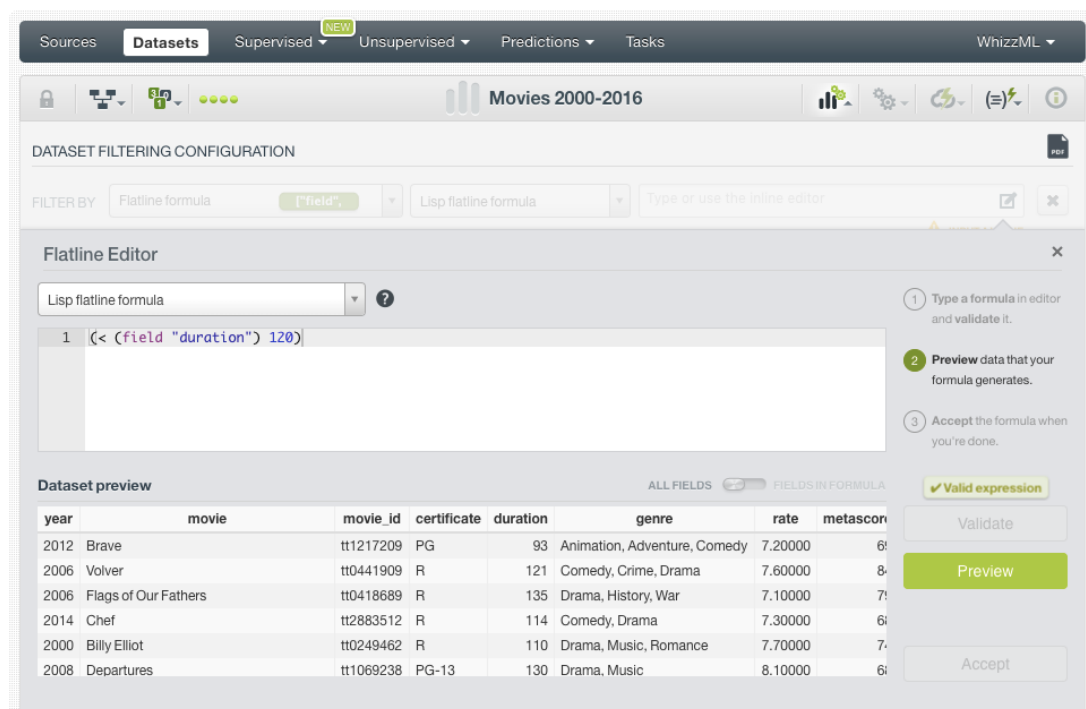 Sources Datasets Supervised NEW Unsupervised Predictions Tasks WhizzML
Movies 2000-2016
DATASET FILTERING CONFIGURATION
PDF
FILTER BY Flatline formula ["field", Lisp flatline formula Type or use the inline editor
Flatline Editor
Lisp flatline formula
1 Type a formula in editor
and validate it.
1 (< (field "duration") 120)
2 Preview data that your
formula generates.
3 Accept the formula when
you're done.
Dataset preview ALL FIELDS FIELDS IN FORMULA
Valid expression
year movie movie_id certificate duration genre rate metascore
Validate
2012 Brave tt1217209 PG 93 Animation, Adventure, Comedy 7.20000
2006 Volver tt0441909 R 121 Comedy, Crime, Drama 7.60000
Preview
2006 Flags of Our Fathers tt0418689 R 135 Drama, History, War 7.10000
2014 Chef tt2883512 R 114 Comedy, Drama 7.30000
2000 Billy Elliot tt0249462 R 110 Drama, Music, Romance 7.70000
2008 Departures tt1069238 PG-13 130 Drama, Music 8.10000
Accept